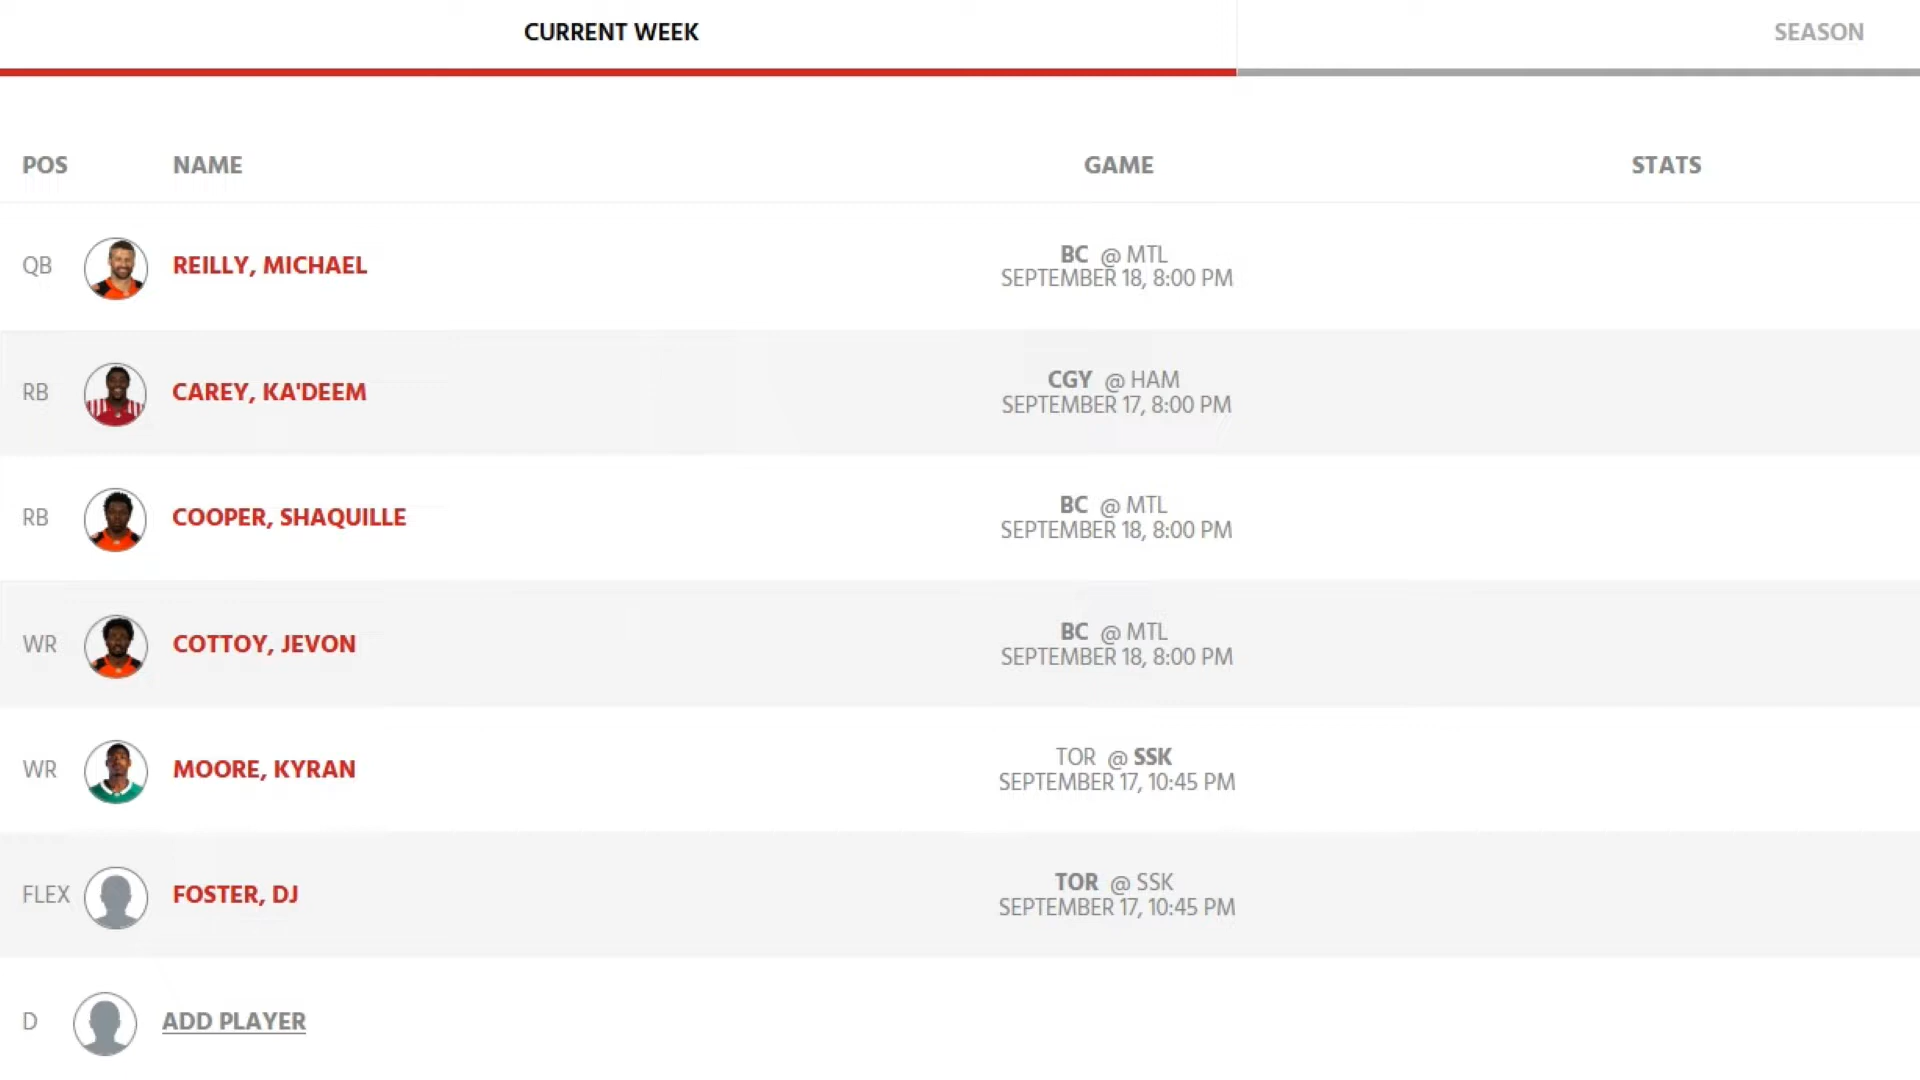 CURRENT WEEK
SEASON
POS NAME GAME STATS
QB REILLY, MICHAEL BC @ MTL
SEPTEMBER 18, 8:00 PM
RB CAREY, KA'DEEM CGY @ HAM
SEPTEMBER 17, 8:00 PM
RB COOPER, SHAQUILLE BC @ MTL
SEPTEMBER 18, 8:00 PM
WR COTTOY, JEVON BC @ MTL
SEPTEMBER 18, 8:00 PM
WR MOORE, KYRAN TOR @ SSK
SEPTEMBER 17, 10:45 PM
FLEX FOSTER, DJ TOR @ SSK
SEPTEMBER 17, 10:45 PM
D ADD PLAYER